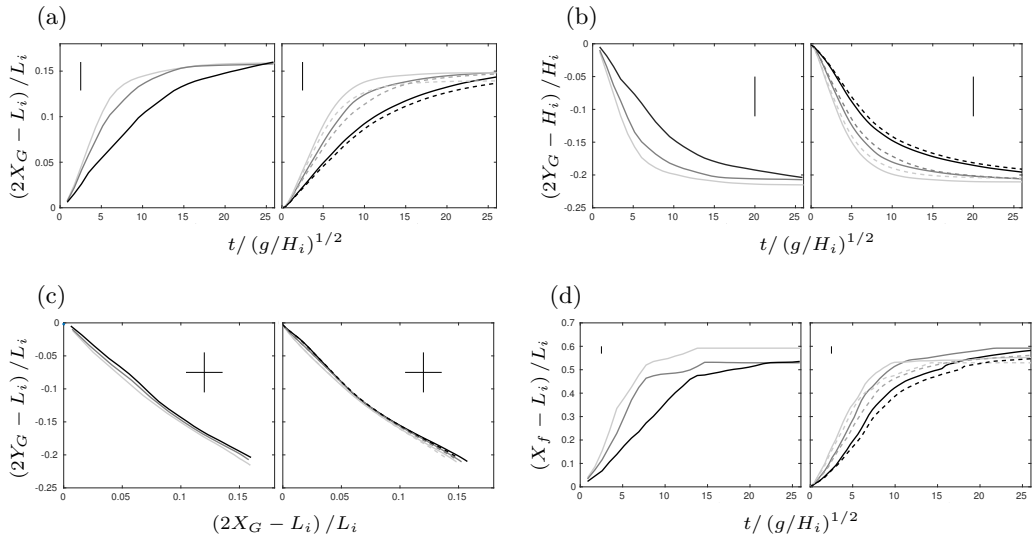 (a)
(2X_G − L_i) /L_i
0.15
0.1
0.05
0
0 5 10 15 20 25 0 5 10 15 20 25
t/ (g/H_i)^{1/2}
(b)
(2Y_G − H_i) /H_i
0
-0.05
-0.1
-0.15
-0.2
-0.25
0 5 10 15 20 25 0 5 10 15 20 25
t/ (g/H_i)^{1/2}
(c)
(2Y_G − L_i) /L_i
0
-0.05
-0.1
-0.15
-0.2
-0.25
0 0.05 0.1 0.15 0.05 0.1 0.15
(2X_G − L_i) /L_i
(d)
(X_f − L_i) /L_i
0.7
0.6
0.5
0.4
0.3
0.2
0.1
0
0 5 10 15 20 25 0 5 10 15 20 25
t/ (g/H_i)^{1/2}